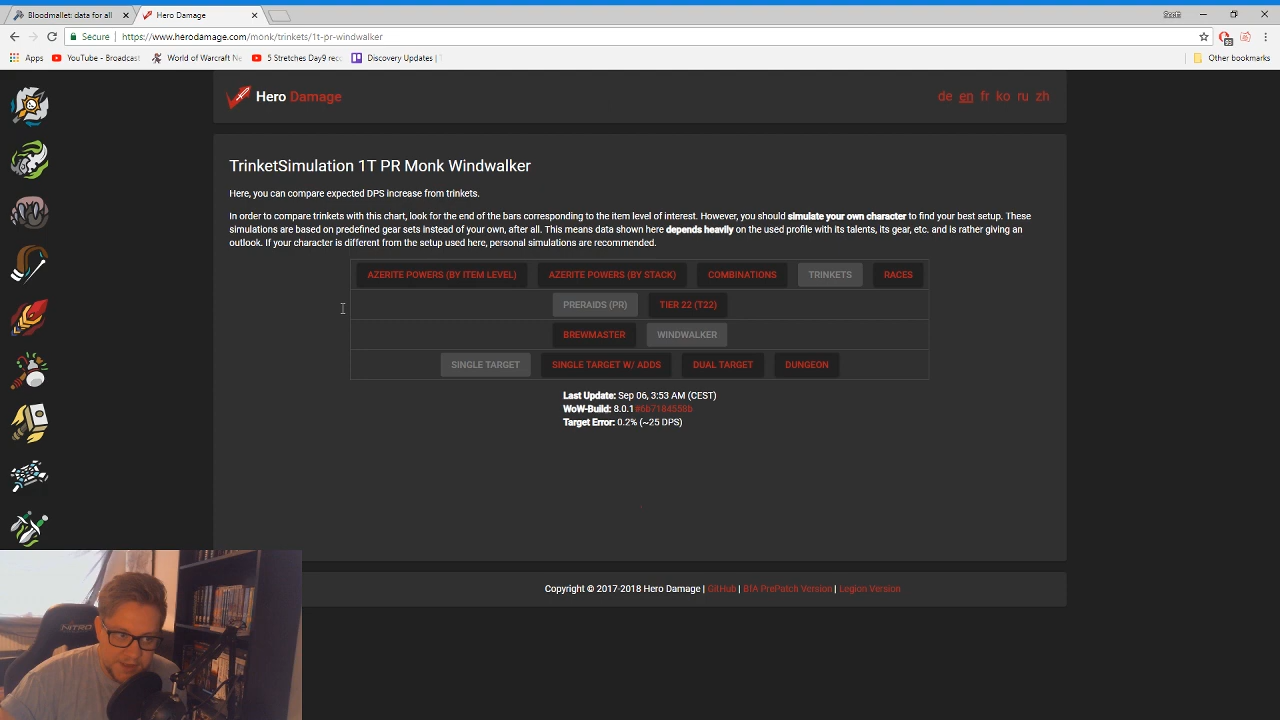 Bloodmallet: data for all
Hero Damage
Secure | https://www.herodamage.com/monk/trinkets/1t-pr-windwalker
Apps YouTube - Broadcast World of Warcraft Ne 5 Stretches Day9 rec Discovery Updates | T Other bookmarks
Hero Damage
de en fr ko ru zh
TrinketSimulation 1T PR Monk Windwalker
Here, you can compare expected DPS increase from trinkets.
In order to compare trinkets with this chart, look for the end of the bars corresponding to the item level of interest. However, you should simulate your own character to find your best setup. These
simulations are based on predefined gear sets instead of your own, after all. This means data shown here depends heavily on the used profile with its talents, its gear, etc. and is rather giving an
outlook. If your character is different from the setup used here, personal simulations are recommended.
AZERITE POWERS (BY ITEM LEVEL) AZERITE POWERS (BY STACK) COMBINATIONS TRINKETS RACES
PRERAIDS (PR) TIER 22 (T22)
BREWMASTER WINDWALKER
SINGLE TARGET SINGLE TARGET W/ ADDS DUAL TARGET DUNGEON
Last Update: Sep 06, 3:53 AM (CEST)
WoW-Build: 8.0.1 #6b7184558b
Target Error: 0.2% (~25 DPS)
Copyright © 2017-2018 Hero Damage | GitHub | BfA PrePatch Version | Legion Version
NITRO